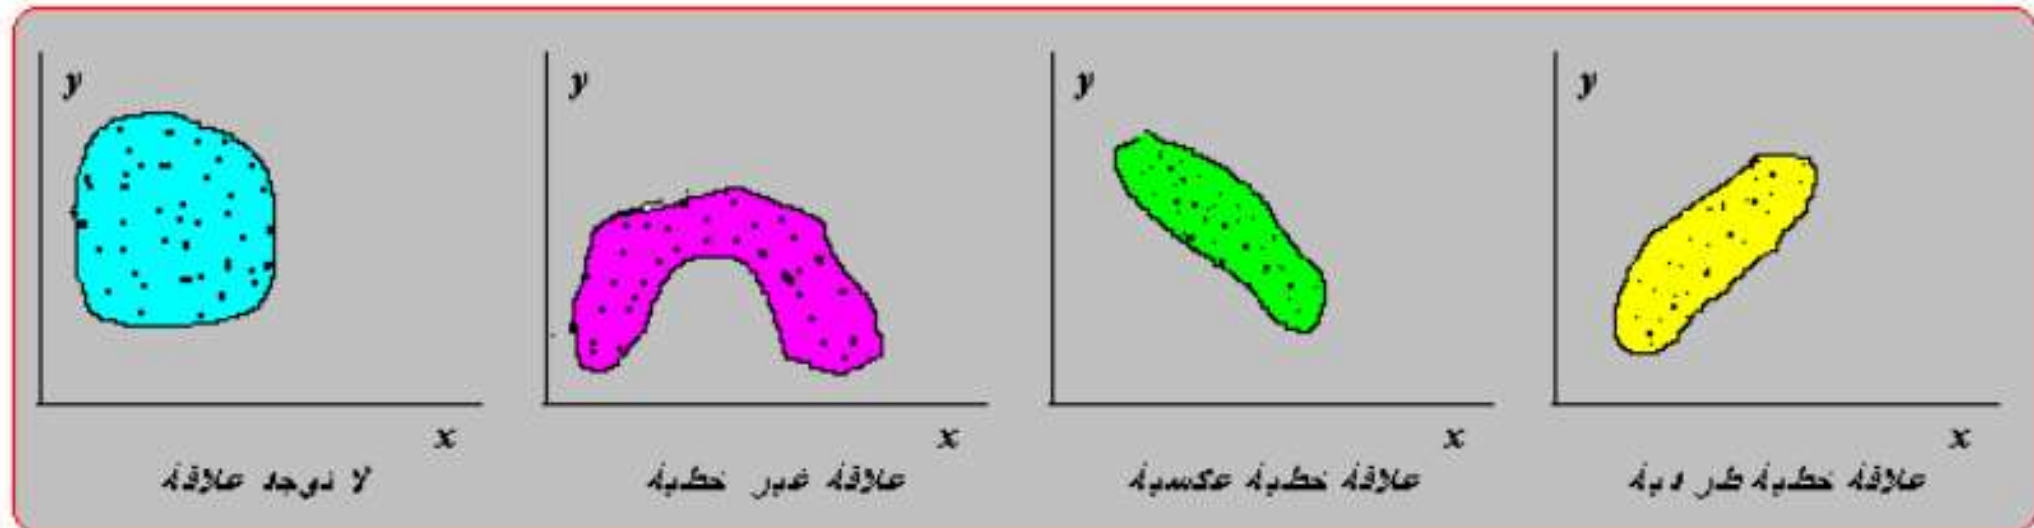 y y y y
x x x x
علاقة خطية طردية علاقة خطية عكسية علاقة غير خطية لا توجد علاقة